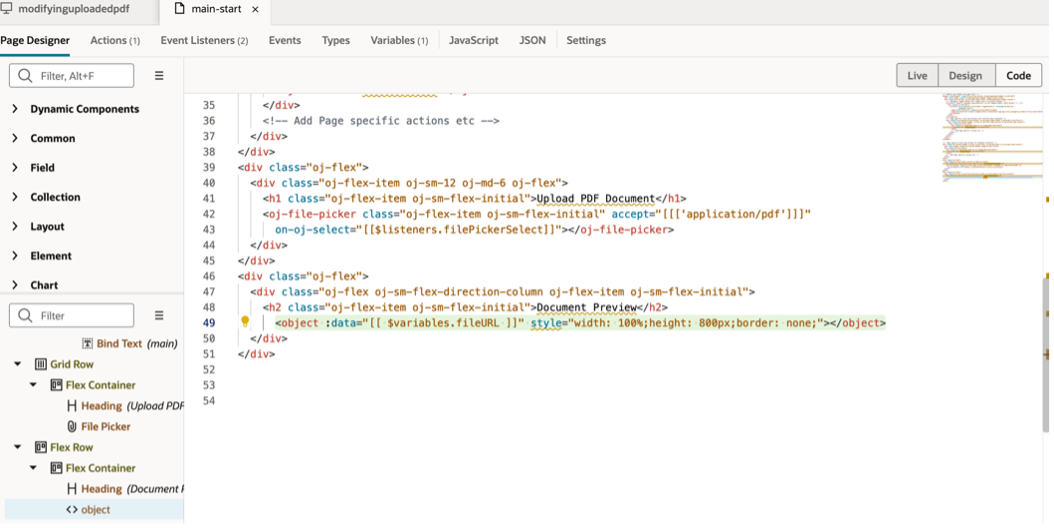 modifyinguploadedpdf
main-start ×
Page Designer Actions (1) Event Listeners (2) Events Types Variables (1) JavaScript JSON Settings
Filter, Alt+F
Live Design Code
Dynamic Components
Common
Field
Collection
Layout
Element
Chart
Filter
Bind Text (main)
Grid Row
Flex Container
Heading (Upload PDF
File Picker
Flex Row
Flex Container
Heading (Document
<> object
35 </div>
36 <!-- Add Page specific actions etc -->
37 </div>
38 </div>
39 <div class="oj-flex">
40 <div class="oj-flex-item oj-sm-12 oj-md-6 oj-flex">
41 <h1 class="oj-flex-item oj-sm-flex-initial">Upload PDF Document</h1>
42 <oj-file-picker class="oj-flex-item oj-sm-flex-initial" accept="[[['application/pdf']]]"
43 on-oj-select="[[$listeners.filePickerSelect]]"></oj-file-picker>
44 </div>
45 </div>
46 <div class="oj-flex">
47 <div class="oj-flex oj-sm-flex-direction-column oj-flex-item oj-sm-flex-initial">
48 <h2 class="oj-flex-item oj-sm-flex-initial">Document Preview</h2>
49 <object :data="[[ $variables.fileURL ]]" style="width: 100%;height: 800px;border: none;"></object>
50 </div>
51 </div>
52
53
54